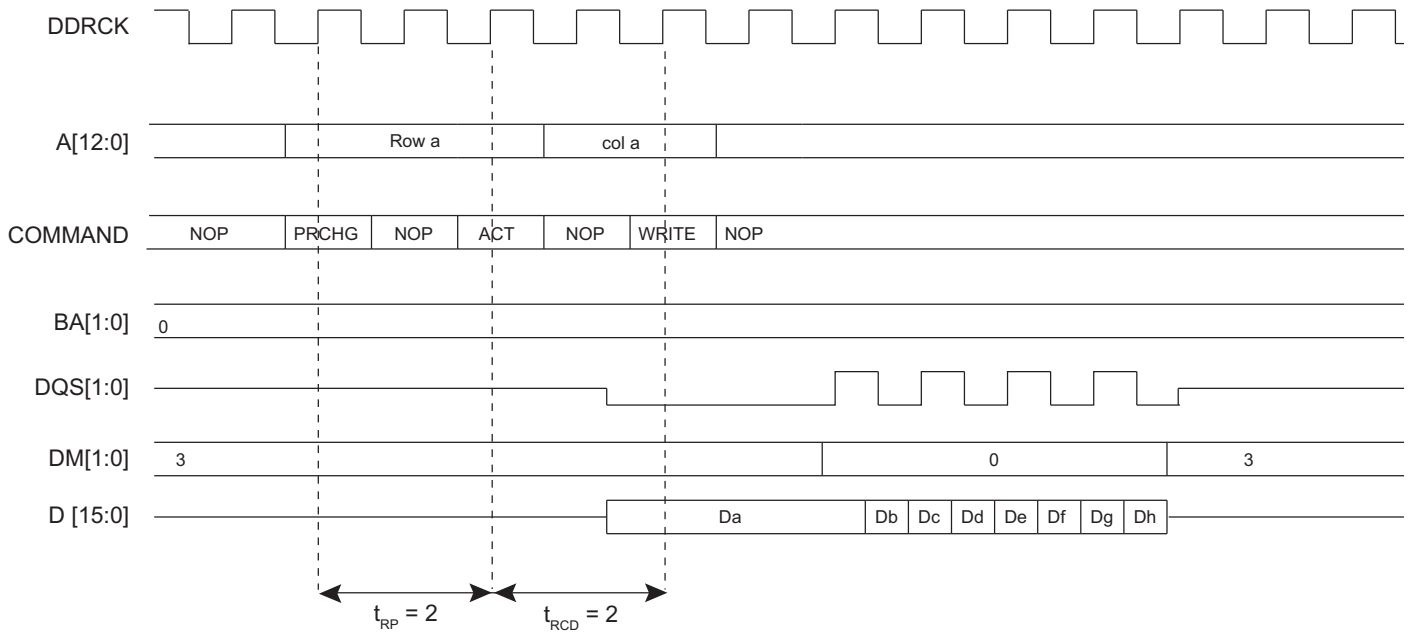 DDRCK
A[12:0] Row a col a
COMMAND NOP PRCHG NOP ACT NOP WRITE NOP
BA[1:0] 0
DQS[1:0]
DM[1:0] 3 0 3
D [15:0] Da Db Dc Dd De Df Dg Dh
tRP = 2 tRCD = 2